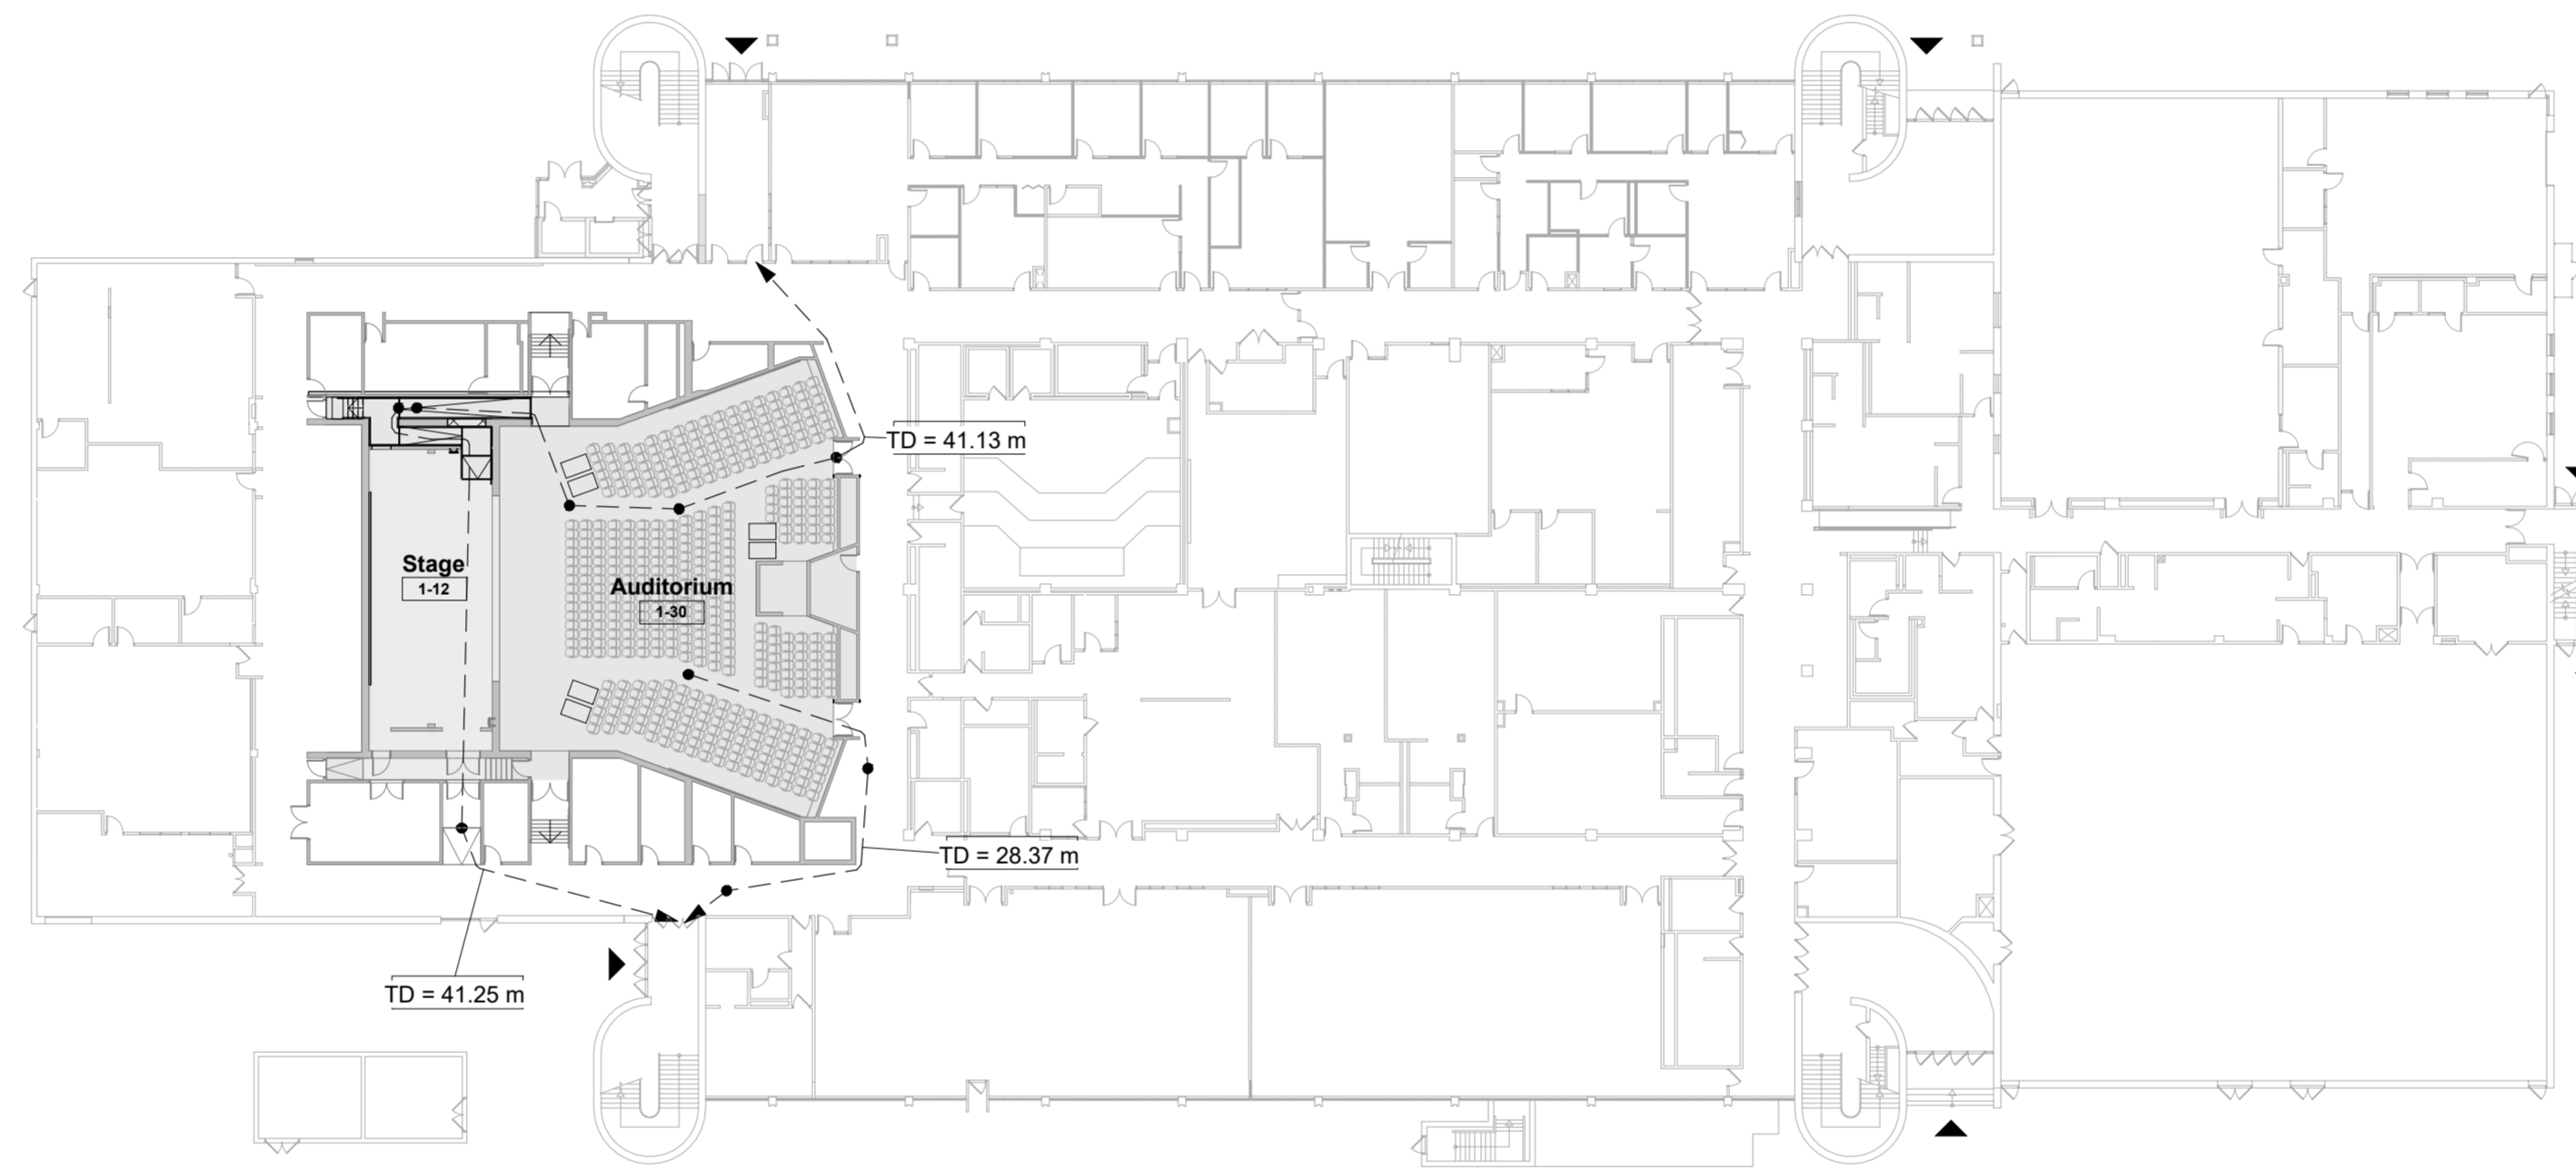 TD = 41.13 m
Stage
1-12
Auditorium
1-30
TD = 28.37 m
TD = 41.25 m